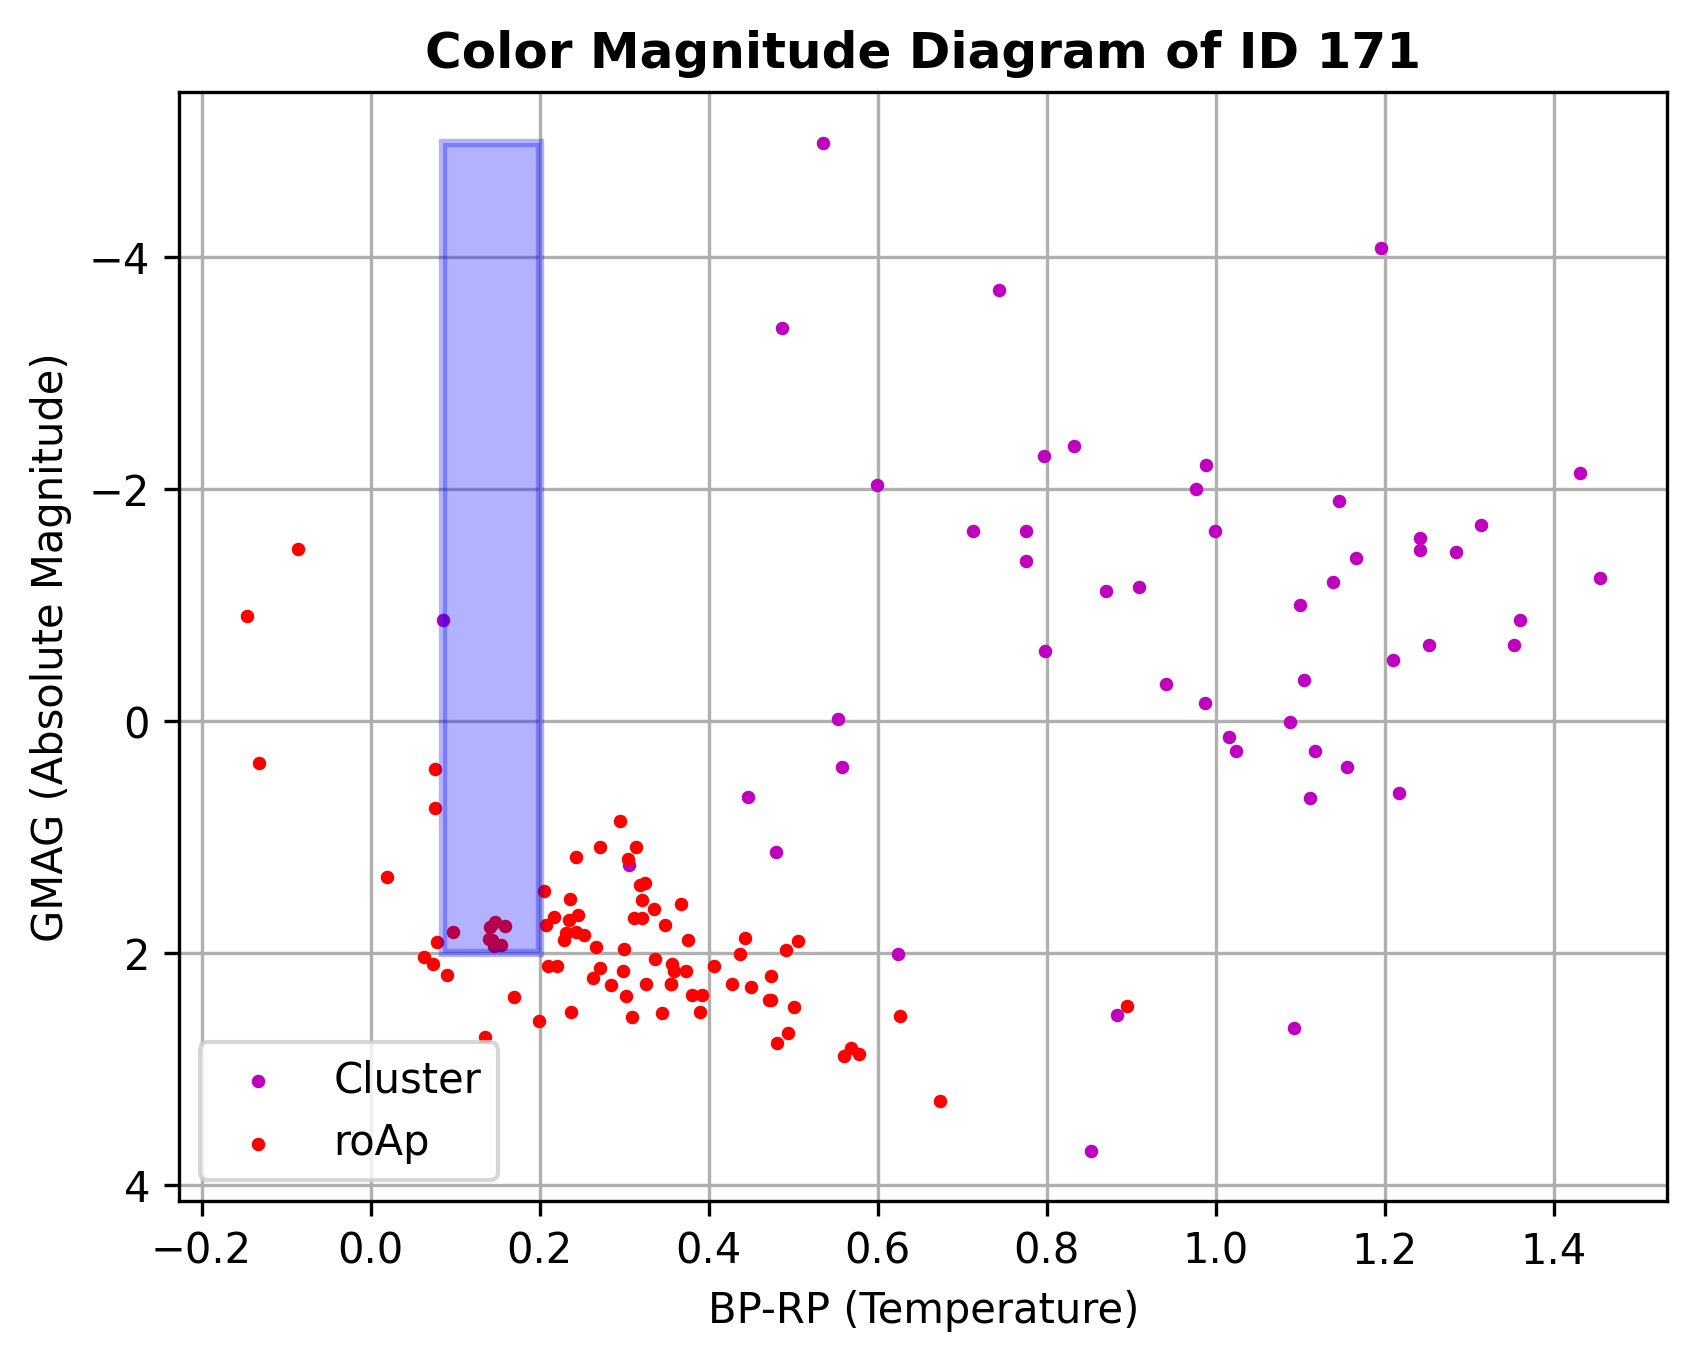 Color Magnitude Diagram of ID 171
GMAG (Absolute Magnitude)
−4
−2
0
2
4
Cluster
roAp
−0.2 0.0 0.2 0.4 0.6 0.8 1.0 1.2 1.4
BP-RP (Temperature)